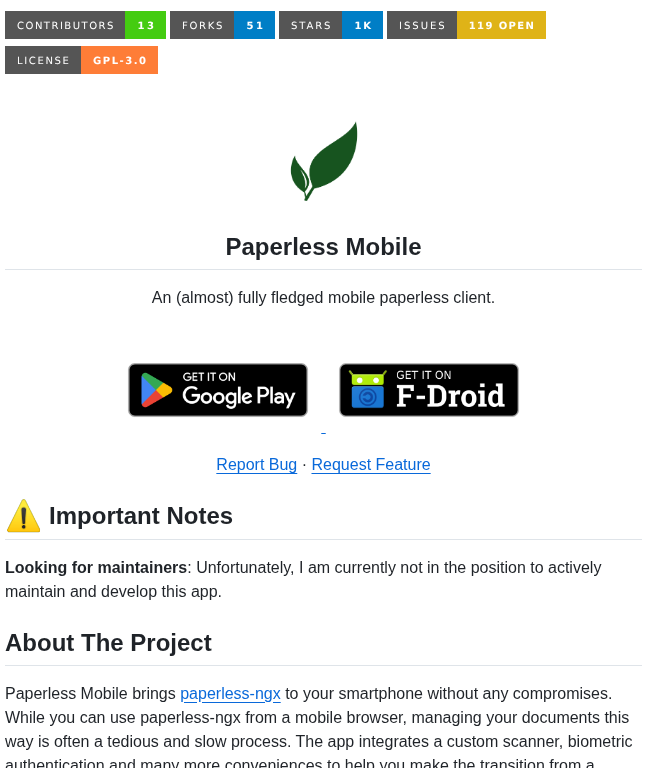 CONTRIBUTORS 13 FORKS 51 STARS 1K ISSUES 119 OPEN
LICENSE GPL-3.0
Paperless Mobile
An (almost) fully fledged mobile paperless client.
GET IT ON Google Play GET IT ON F-Droid
Report Bug · Request Feature
Important Notes
Looking for maintainers: Unfortunately, I am currently not in the position to actively
maintain and develop this app.
About The Project
Paperless Mobile brings paperless-ngx to your smartphone without any compromises.
While you can use paperless-ngx from a mobile browser, managing your documents this
way is often a tedious and slow process. The app integrates a custom scanner, biometric
authentication and many more conveniences to help you make the transition from a